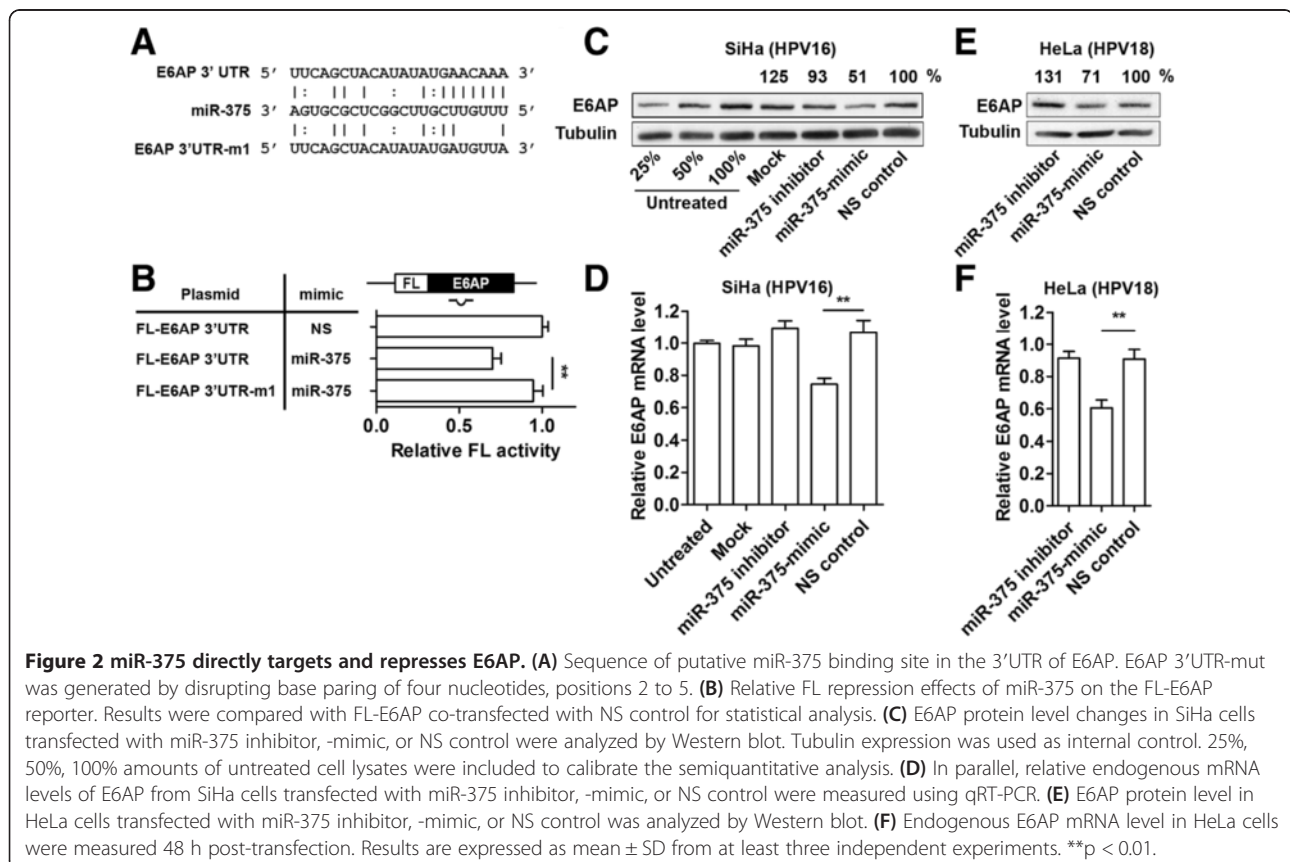 A
E6AP 3' UTR 5' UUCAGCUACAUAUAUGAACAAA 3'
miR-375 3' AGUGCGCUCGGCUUGCUUGUUU 5'
E6AP 3'UTR-m1 5' UUCAGCUACAUAUAUGAUGUUA 3'
B
Plasmid mimic
FL E6AP
FL-E6AP 3'UTR NS
FL-E6AP 3'UTR miR-375
FL-E6AP 3'UTR-m1 miR-375
**
0.0 0.5 1.0
Relative FL activity
C
SiHa (HPV16)
125 93 51 100 %
E6AP
Tubulin
25% 50% 100% Mock miR-375 inhibitor miR-375-mimic NS control
Untreated
D
SiHa (HPV16)
**
Relative E6AP mRNA level
1.2
1.0
0.8
0.6
0.4
0.2
0.0
Untreated Mock miR-375 inhibitor miR-375-mimic NS control
E
HeLa (HPV18)
131 71 100 %
E6AP
Tubulin
miR-375 inhibitor miR-375-mimic NS control
F
HeLa (HPV18)
**
Relative E6AP mRNA level
1.2
1.0
0.8
0.6
0.4
0.2
0.0
miR-375 inhibitor miR-375-mimic NS control
Figure 2 miR-375 directly targets and represses E6AP. (A) Sequence of putative miR-375 binding site in the 3'UTR of E6AP. E6AP 3'UTR-mut
was generated by disrupting base paring of four nucleotides, positions 2 to 5. (B) Relative FL repression effects of miR-375 on the FL-E6AP
reporter. Results were compared with FL-E6AP co-transfected with NS control for statistical analysis. (C) E6AP protein level changes in SiHa cells
transfected with miR-375 inhibitor, -mimic, or NS control were analyzed by Western blot. Tubulin expression was used as internal control. 25%,
50%, 100% amounts of untreated cell lysates were included to calibrate the semiquantitative analysis. (D) In parallel, relative endogenous mRNA
levels of E6AP from SiHa cells transfected with miR-375 inhibitor, -mimic, or NS control were measured using qRT-PCR. (E) E6AP protein level in
HeLa cells transfected with miR-375 inhibitor, -mimic, or NS control was analyzed by Western blot. (F) Endogenous E6AP mRNA level in HeLa cells
were measured 48 h post-transfection. Results are expressed as mean ± SD from at least three independent experiments. **p < 0.01.